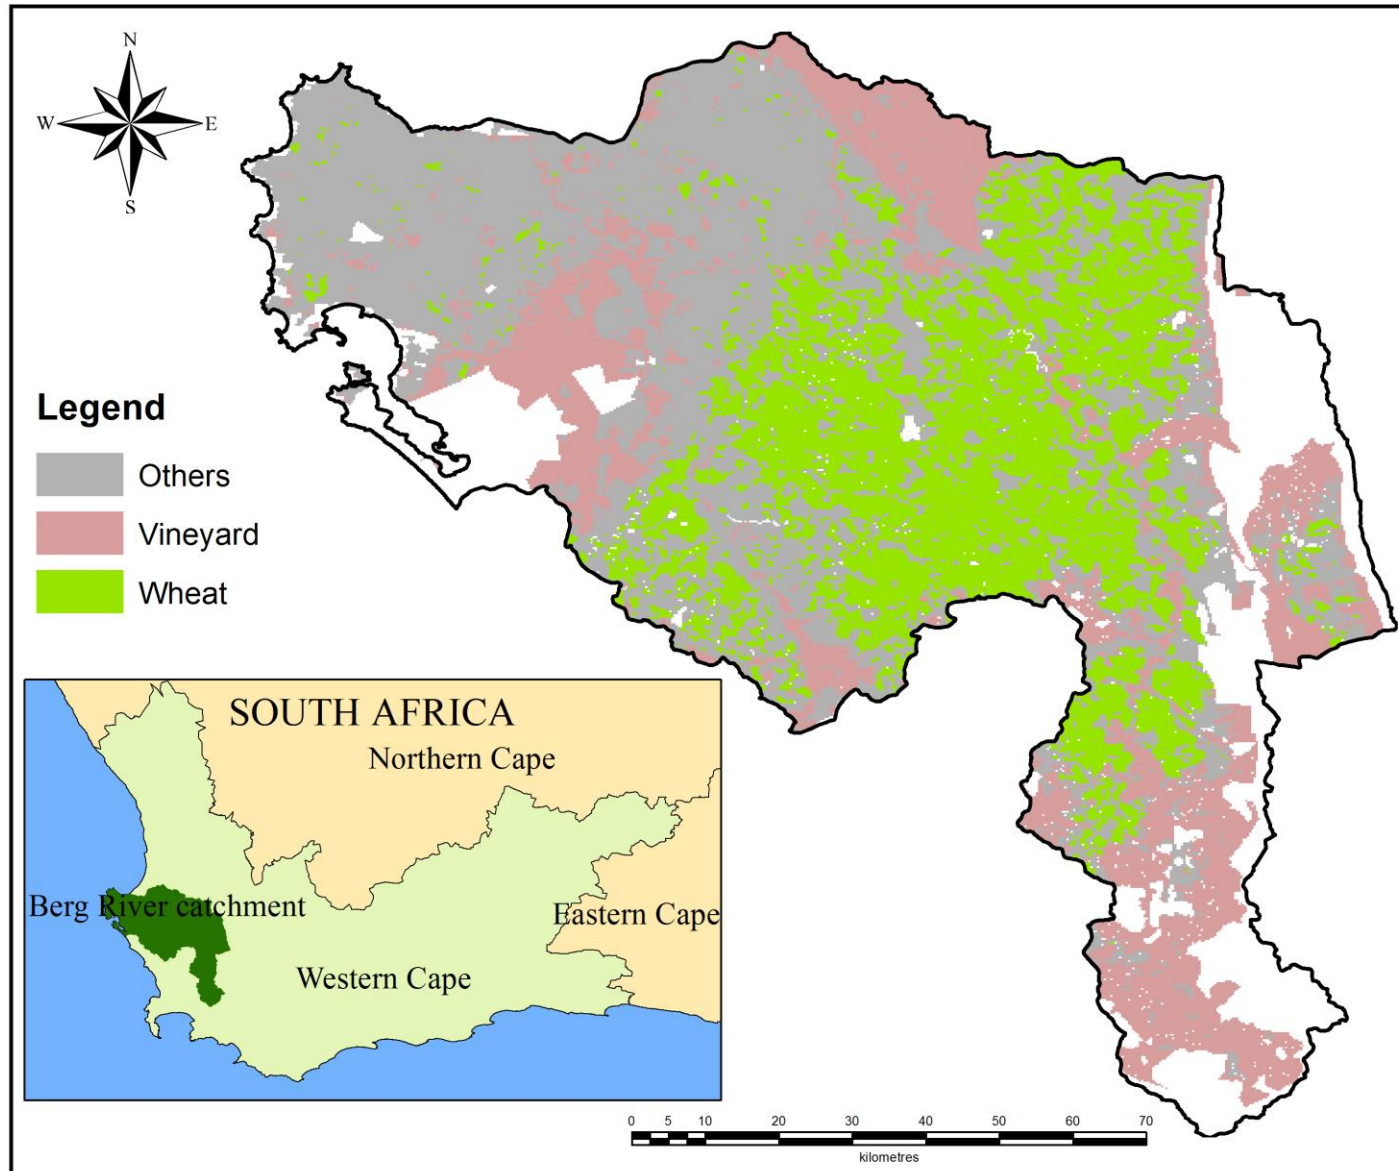 N
W
E
S
Legend
Others
Vineyard
Wheat
SOUTH AFRICA
Northern Cape
Berg River catchment
Eastern Cape
Western Cape
0 5 10 20 30 40 50 60 70
kilometres